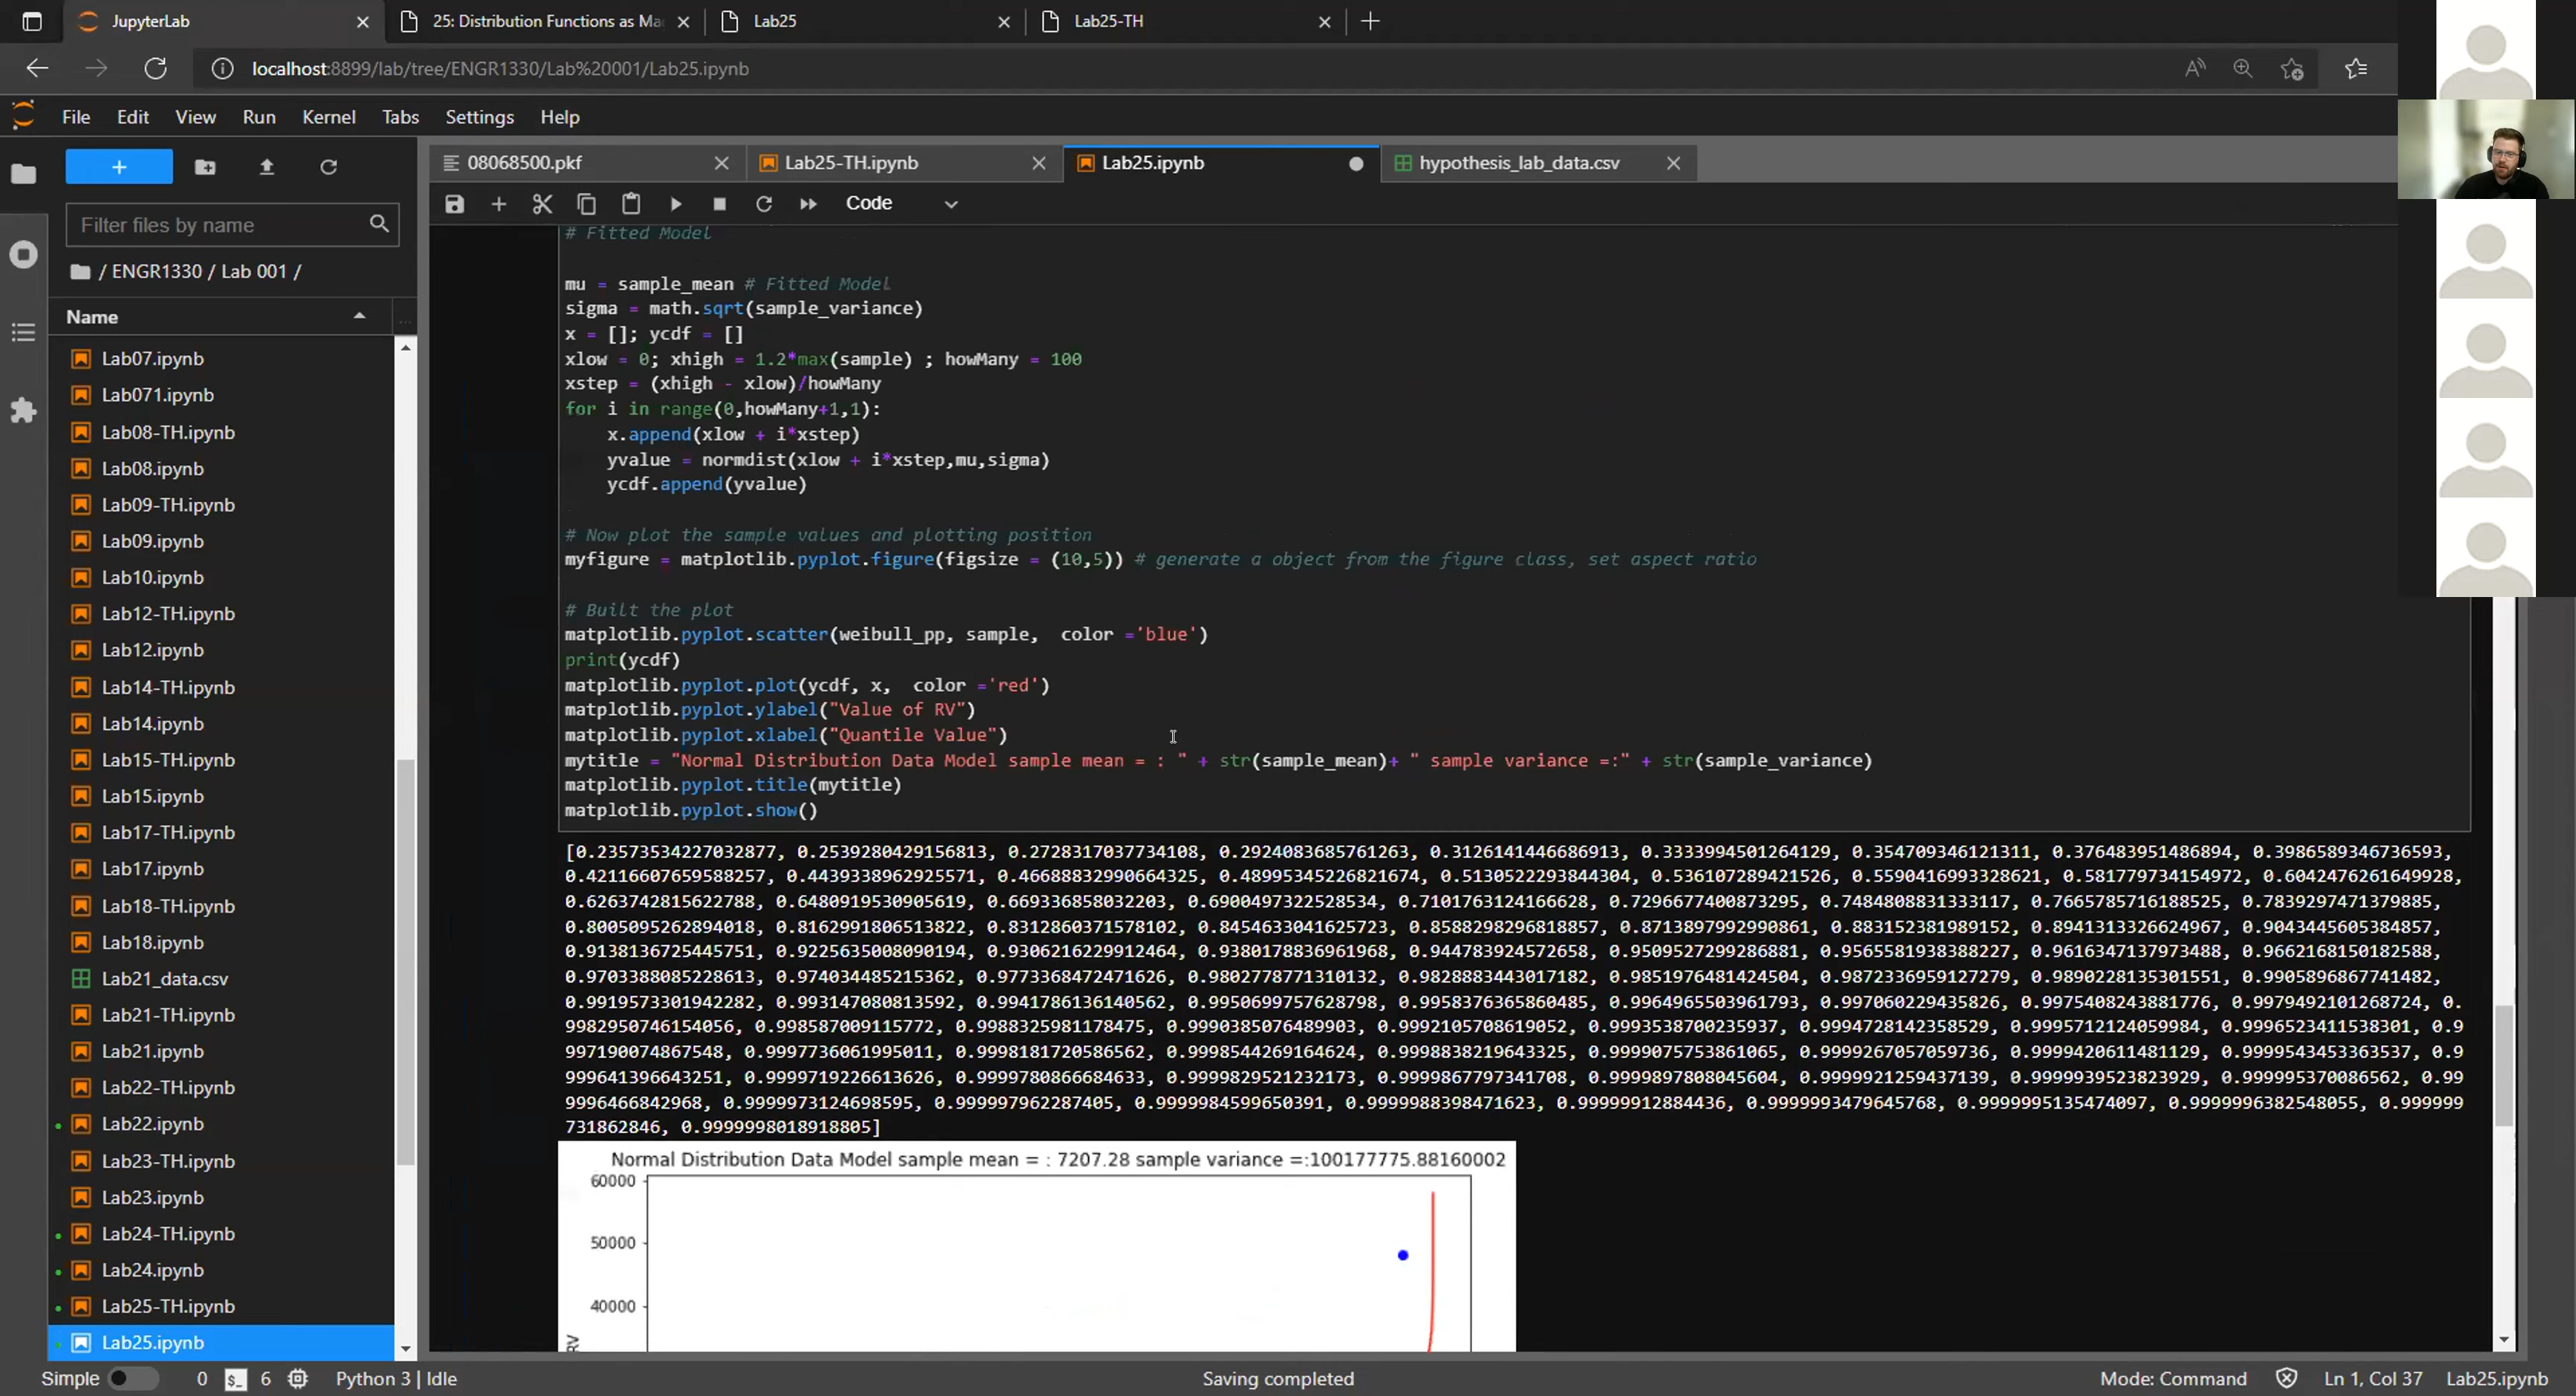 JupyterLab
25: Distribution Functions as Ma
Lab25
Lab25-TH
localhost:8899/lab/tree/ENGR1330/Lab%20001/Lab25.ipynb
File Edit View Run Kernel Tabs Settings Help
08068500.pkf
Lab25-TH.ipynb
Lab25.ipynb
hypothesis_lab_data.csv
Code
Filter files by name
/ ENGR1330 / Lab 001 /
Name
Lab07.ipynb
Lab071.ipynb
Lab08-TH.ipynb
Lab08.ipynb
Lab09-TH.ipynb
Lab09.ipynb
Lab10.ipynb
Lab12-TH.ipynb
Lab12.ipynb
Lab14-TH.ipynb
Lab14.ipynb
Lab15-TH.ipynb
Lab15.ipynb
Lab17-TH.ipynb
Lab17.ipynb
Lab18-TH.ipynb
Lab18.ipynb
Lab21_data.csv
Lab21-TH.ipynb
Lab21.ipynb
Lab22-TH.ipynb
Lab22.ipynb
Lab23-TH.ipynb
Lab23.ipynb
Lab24-TH.ipynb
Lab24.ipynb
Lab25-TH.ipynb
Lab25.ipynb
# Fitted Model
mu = sample_mean # Fitted Model
sigma = math.sqrt(sample_variance)
x = []; ycdf = []
xlow = 0; xhigh = 1.2*max(sample) ; howMany = 100
xstep = (xhigh - xlow)/howMany
for i in range(0,howMany+1,1):
x.append(xlow + i*xstep)
yvalue = normdist(xlow + i*xstep,mu,sigma)
ycdf.append(yvalue)
# Now plot the sample values and plotting position
myfigure = matplotlib.pyplot.figure(figsize = (10,5)) # generate a object from the figure class, set aspect ratio
# Built the plot
matplotlib.pyplot.scatter(weibull_pp, sample, color ='blue')
print(ycdf)
matplotlib.pyplot.plot(ycdf, x, color ='red')
matplotlib.pyplot.ylabel("Value of RV")
matplotlib.pyplot.xlabel("Quantile Value")
mytitle = "Normal Distribution Data Model sample mean = : " + str(sample_mean)+ " sample variance =:" + str(sample_variance)
matplotlib.pyplot.title(mytitle)
matplotlib.pyplot.show()
[0.23573534227032877, 0.2539280429156813, 0.2728317037734108, 0.2924083685761263, 0.3126141446686913, 0.3333994501264129, 0.354709346121311, 0.376483951486894, 0.3986589346736593,
0.42116607659588257, 0.4439338962925571, 0.46688832990664325, 0.48995345226821674, 0.5130522293844304, 0.536107289421526, 0.5590416993328621, 0.581779734154972, 0.6042476261649928,
0.6263742815622788, 0.6480919530905619, 0.669336858032203, 0.6900497322528534, 0.7101763124166628, 0.7296677400873295, 0.7484808831333117, 0.7665785716188525, 0.7839297471379885,
0.8005095262894018, 0.8162991806513822, 0.8312860371578102, 0.8454633041625723, 0.8588298296818857, 0.8713897992990861, 0.883152381989152, 0.8941313326624967, 0.9043445605384857,
0.9138136725445751, 0.9225635008090194, 0.9306216229912464, 0.9380178836961968, 0.944783924572658, 0.9509527299286881, 0.9565581938388227, 0.9616347137973488, 0.9662168150182588,
0.9703388085228613, 0.974034485215362, 0.9773368472471626, 0.9802778771310132, 0.9828883443017182, 0.9851976481424504, 0.9872336959127279, 0.9890228135301551, 0.9905896867741482,
0.9919573301942282, 0.993147080813592, 0.9941786136140562, 0.9950699757628798, 0.9958376365860485, 0.9964965503961793, 0.997060229435826, 0.9975408243881776, 0.9979492101268724, 0.
9982950746154056, 0.998587009115772, 0.9988325981178475, 0.9990385076489903, 0.9992105708619052, 0.9993538700235937, 0.9994728142358529, 0.9995712124059984, 0.9996523411538301, 0.9
997190074867548, 0.9997736061995011, 0.9998181720586562, 0.9998544269164624, 0.9998838219643325, 0.9999075753861065, 0.9999267057059736, 0.9999420611481129, 0.9999543453363537, 0.9
999641396643251, 0.9999719226613626, 0.9999780866684633, 0.9999829521232173, 0.9999867797341708, 0.9999897808045604, 0.9999921259437139, 0.9999939523823929, 0.999995370086562, 0.99
99964668429​68, 0.9999973124698595, 0.999997962287405, 0.9999984599650391, 0.9999988398471623, 0.99999912884436, 0.9999993479645768, 0.9999995135474097, 0.9999996382548055, 0.999999
731862846, 0.9999998018918805]
Normal Distribution Data Model sample mean = : 7207.28 sample variance =:100177775.88160002
60000
50000
40000
RV
Simple 0 $_ 6 Python 3 | Idle
Saving completed
Mode: Command Ln 1, Col 37 Lab25.ipynb